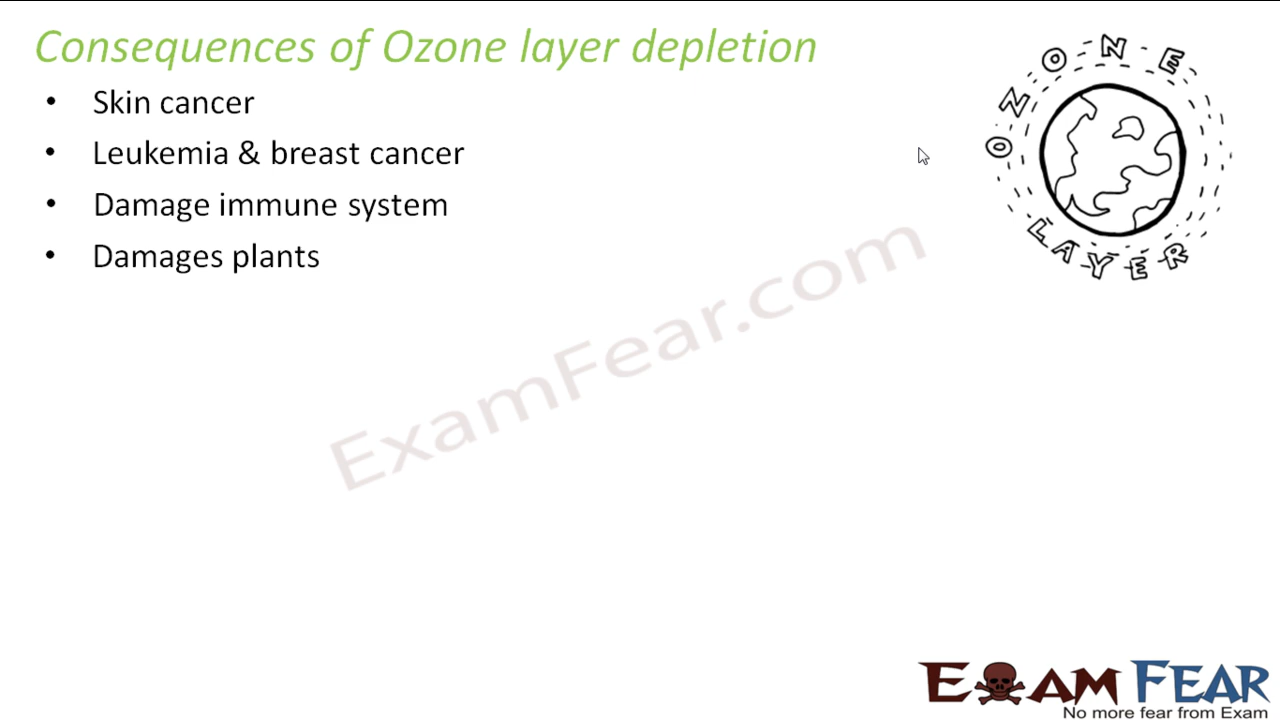 Consequences of Ozone layer depletion
• Skin cancer
• Leukemia & breast cancer
• Damage immune system
• Damages plants
OZONE
LAYER
ExamFear.com
EXAM FEAR
No more fear from Exam